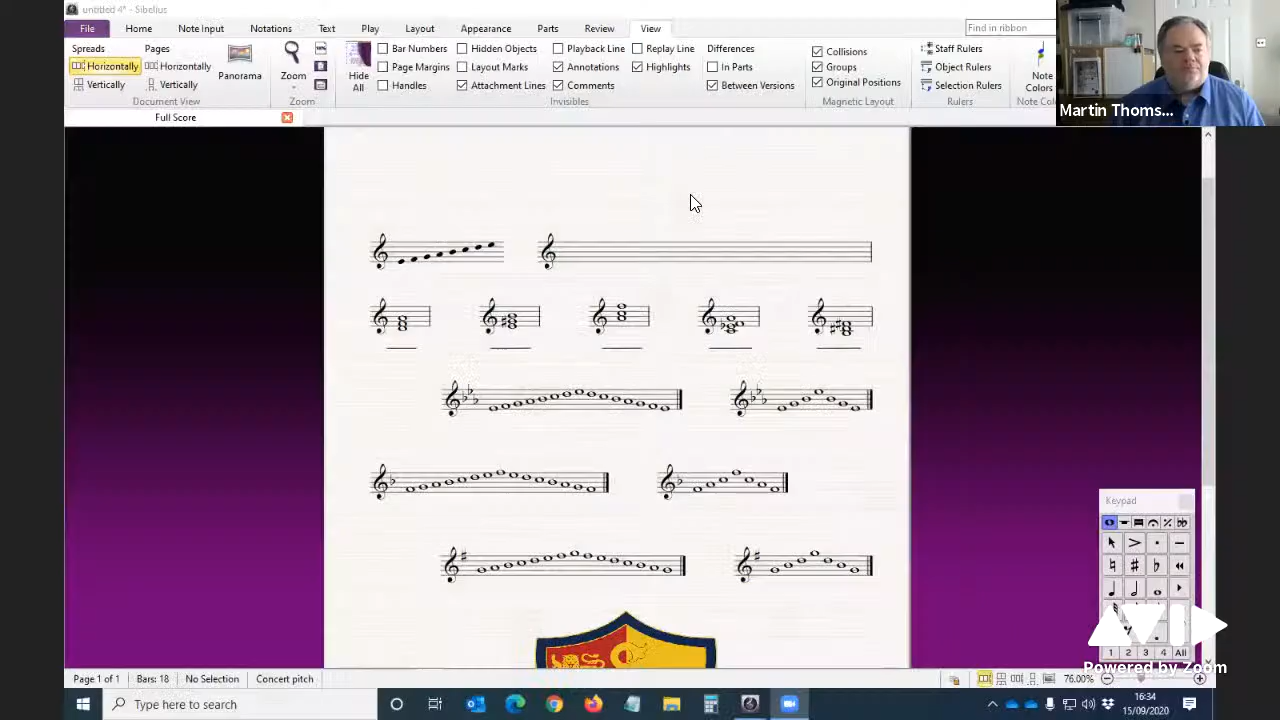 untitled 4* - Sibelius
File Home Note Input Notations Text Play Layout Appearance Parts Review View Find in ribbon
Spreads Pages Bar Numbers Hidden Objects Playback Line Replay Line Differences Collisions Staff Rulers
Horizontally Horizontally Panorama Zoom Hide All Page Margins Layout Marks Annotations Highlights In Parts Groups Object Rulers Note Colors
Vertically Vertically Handles Attachment Lines Comments Between Versions Original Positions Selection Rulers
Document View Zoom Invisibles Magnetic Layout Rulers Note Co
Martin Thoms...
Full Score
Keypad
1 2 3 4 All
AVID
Powered by Zoom
Page 1 of 1 Bars: 18 No Selection Concert pitch 76.00%
Type here to search
16:34
15/09/2020